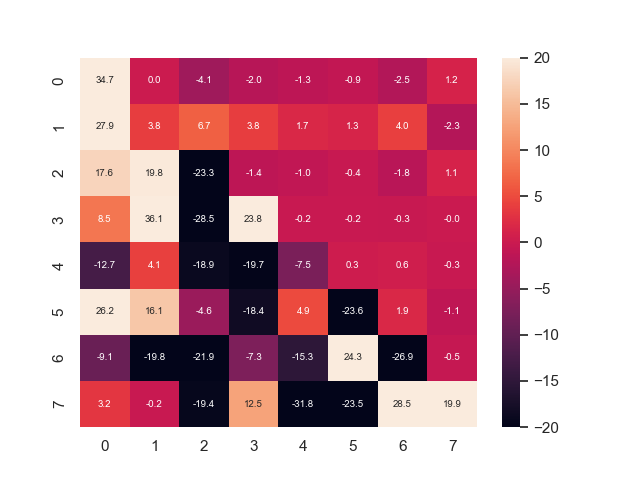 0 34.7 0.0 -4.1 -2.0 -1.3 -0.9 -2.5 1.2
1 27.9 3.8 6.7 3.8 1.7 1.3 4.0 -2.3
2 17.6 19.8 -23.3 -1.4 -1.0 -0.4 -1.8 1.1
3 8.5 36.1 -28.5 23.8 -0.2 -0.2 -0.3 -0.0
4 -12.7 4.1 -18.9 -19.7 -7.5 0.3 0.6 -0.3
5 26.2 16.1 -4.6 -18.4 4.9 -23.6 1.9 -1.1
6 -9.1 -19.8 -21.9 -7.3 -15.3 24.3 -26.9 -0.5
7 3.2 -0.2 -19.4 12.5 -31.8 -23.5 28.5 19.9
0 1 2 3 4 5 6 7
20
15
10
5
0
−5
−10
−15
−20